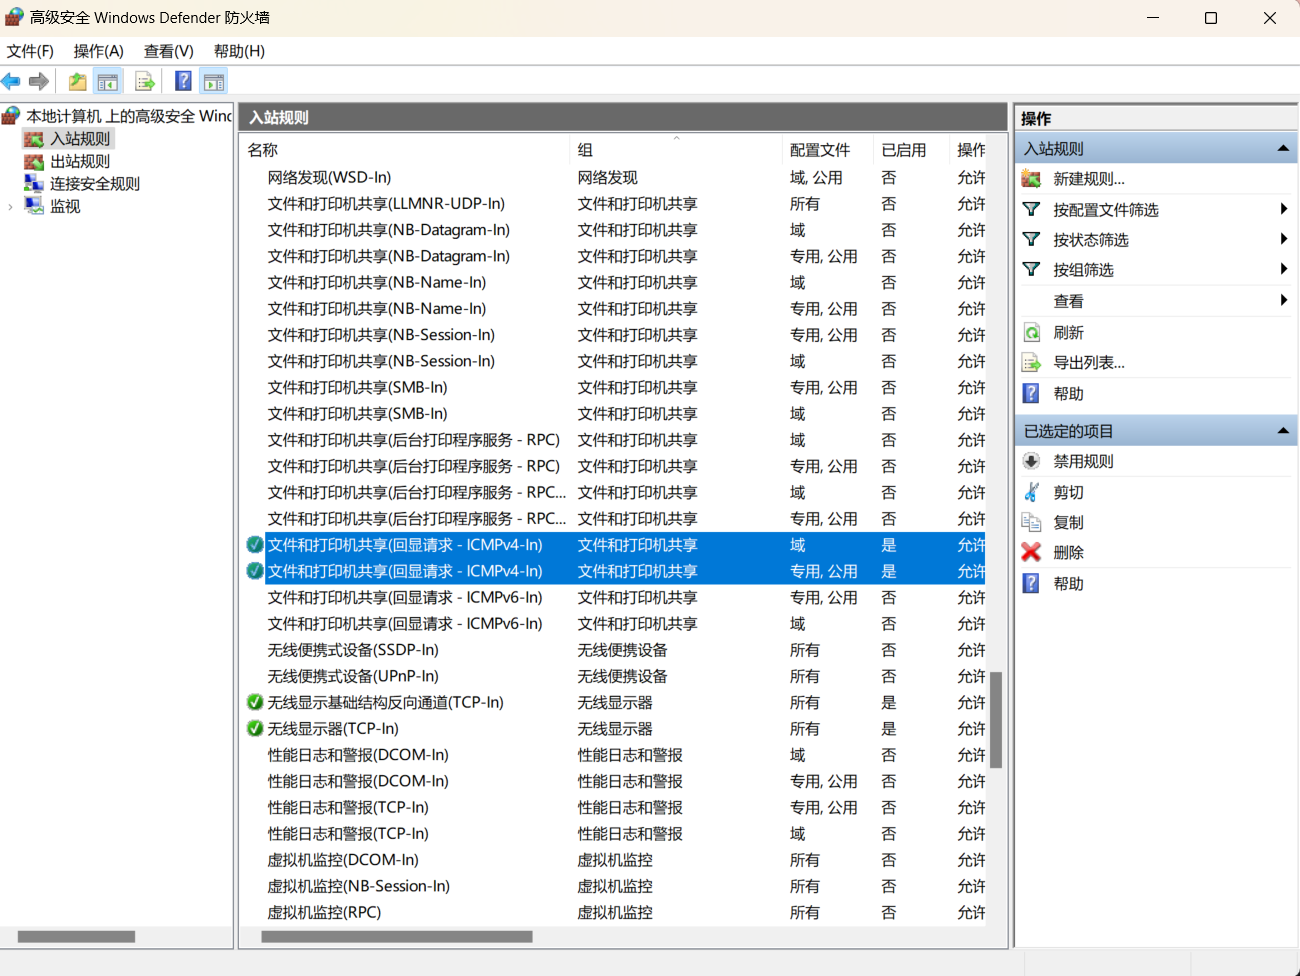 高级安全 Windows Defender 防火墙
文件(F) 操作(A) 查看(V) 帮助(H)
本地计算机 上的高级安全 Wind
入站规则
出站规则
连接安全规则
监视
入站规则
名称 组 配置文件 已启用 操作
网络发现(WSD-In) 网络发现 域, 公用 否 允许
文件和打印机共享(LLMNR-UDP-In) 文件和打印机共享 所有 否 允许
文件和打印机共享(NB-Datagram-In) 文件和打印机共享 域 否 允许
文件和打印机共享(NB-Datagram-In) 文件和打印机共享 专用, 公用 否 允许
文件和打印机共享(NB-Name-In) 文件和打印机共享 域 否 允许
文件和打印机共享(NB-Name-In) 文件和打印机共享 专用, 公用 否 允许
文件和打印机共享(NB-Session-In) 文件和打印机共享 专用, 公用 否 允许
文件和打印机共享(NB-Session-In) 文件和打印机共享 域 否 允许
文件和打印机共享(SMB-In) 文件和打印机共享 专用, 公用 否 允许
文件和打印机共享(SMB-In) 文件和打印机共享 域 否 允许
文件和打印机共享(后台打印程序服务 - RPC) 文件和打印机共享 域 否 允许
文件和打印机共享(后台打印程序服务 - RPC) 文件和打印机共享 专用, 公用 否 允许
文件和打印机共享(后台打印程序服务 - RPC... 文件和打印机共享 域 否 允许
文件和打印机共享(后台打印程序服务 - RPC... 文件和打印机共享 专用, 公用 否 允许
文件和打印机共享(回显请求 - ICMPv4-In) 文件和打印机共享 域 是 允许
文件和打印机共享(回显请求 - ICMPv4-In) 文件和打印机共享 专用, 公用 是 允许
文件和打印机共享(回显请求 - ICMPv6-In) 文件和打印机共享 专用, 公用 否 允许
文件和打印机共享(回显请求 - ICMPv6-In) 文件和打印机共享 域 否 允许
无线便携式设备(SSDP-In) 无线便携设备 所有 否 允许
无线便携式设备(UPnP-In) 无线便携设备 所有 否 允许
无线显示基础结构反向通道(TCP-In) 无线显示器 所有 是 允许
无线显示器(TCP-In) 无线显示器 所有 是 允许
性能日志和警报(DCOM-In) 性能日志和警报 域 否 允许
性能日志和警报(DCOM-In) 性能日志和警报 专用, 公用 否 允许
性能日志和警报(TCP-In) 性能日志和警报 专用, 公用 否 允许
性能日志和警报(TCP-In) 性能日志和警报 域 否 允许
虚拟机监控(DCOM-In) 虚拟机监控 所有 否 允许
虚拟机监控(NB-Session-In) 虚拟机监控 所有 否 允许
虚拟机监控(RPC) 虚拟机监控 所有 否 允许
操作
入站规则
新建规则...
按配置文件筛选
按状态筛选
按组筛选
查看
刷新
导出列表...
帮助
已选定的项目
禁用规则
剪切
复制
删除
帮助